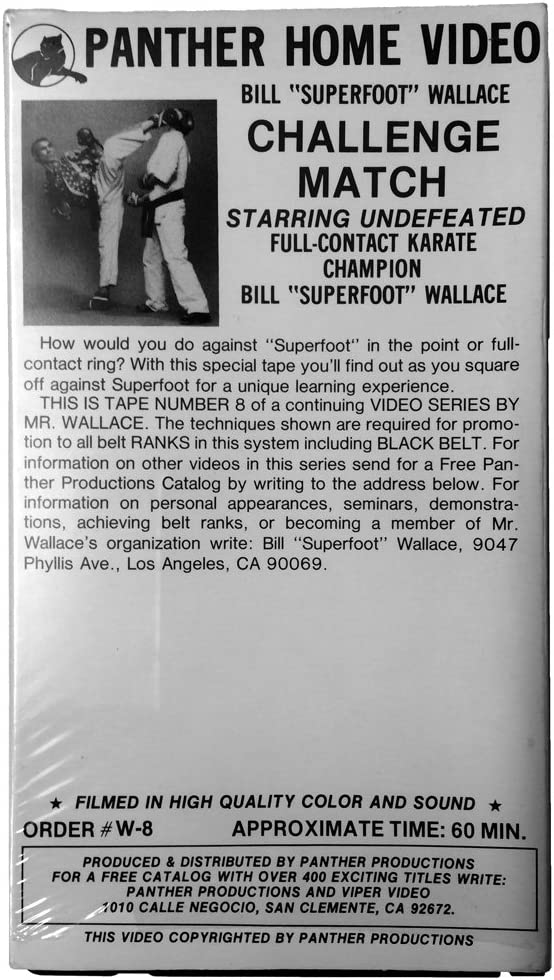 PANTHER HOME VIDEO
BILL "SUPERFOOT" WALLACE
CHALLENGE
MATCH
STARRING UNDEFEATED
FULL-CONTACT KARATE
CHAMPION
BILL "SUPERFOOT" WALLACE
How would you do against "Superfoot" in the point or full-
contact ring? With this special tape you'll find out as you square
off against Superfoot for a unique learning experience.
THIS IS TAPE NUMBER 8 of a continuing VIDEO SERIES BY
MR. WALLACE. The techniques shown are required for promo-
tion to all belt RANKS in this system including BLACK BELT. For
information on other videos in this series send for a Free Pan-
ther Productions Catalog by writing to the address below. For
information on personal appearances, seminars, demonstra-
tions, achieving belt ranks, or becoming a member of Mr.
Wallace's organization write: Bill "Superfoot" Wallace, 9047
Phyllis Ave., Los Angeles, CA 90069.
★ FILMED IN HIGH QUALITY COLOR AND SOUND ★
ORDER #W-8 APPROXIMATE TIME: 60 MIN.
PRODUCED & DISTRIBUTED BY PANTHER PRODUCTIONS
FOR A FREE CATALOG WITH OVER 400 EXCITING TITLES WRITE:
PANTHER PRODUCTIONS AND VIPER VIDEO
1010 CALLE NEGOCIO, SAN CLEMENTE, CA 92672.
THIS VIDEO COPYRIGHTED BY PANTHER PRODUCTIONS